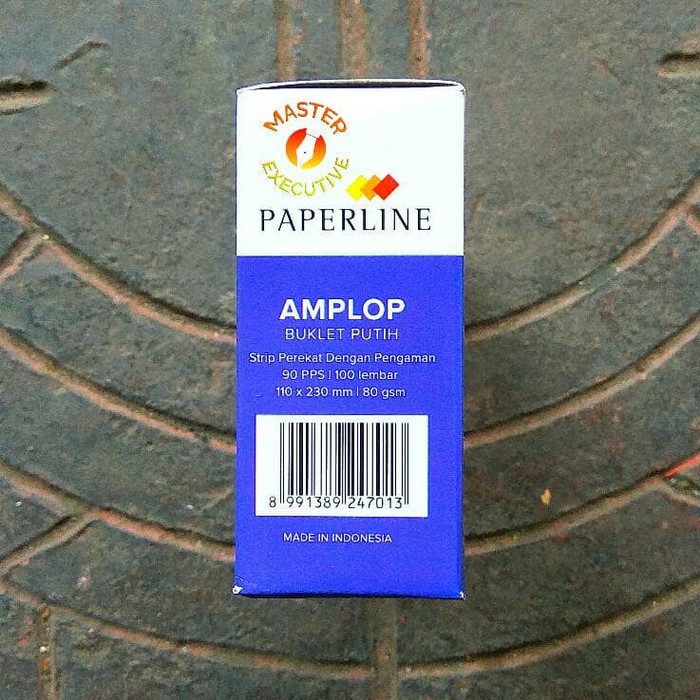 MASTER
EXECUTIVE
PAPERLINE
AMPLOP
BUKLET PUTIH
Strip Perekat Dengan Pengaman
90 PPS | 100 lembar
110 x 230 mm | 80 gsm
8 991389 247013
MADE IN INDONESIA